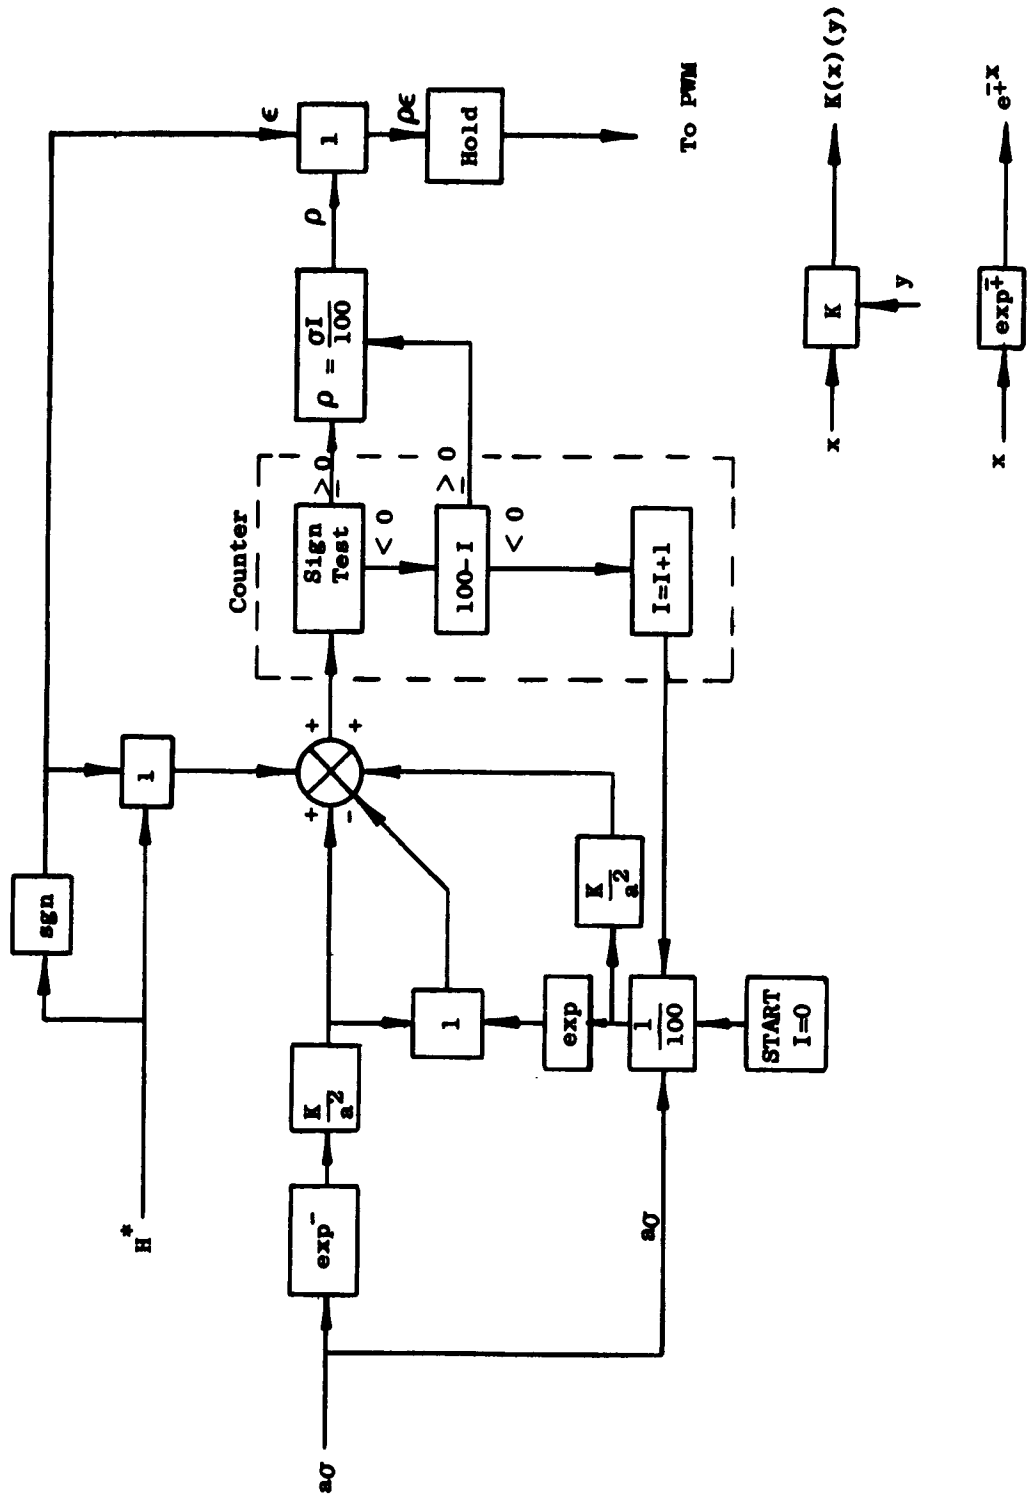 sgn
ϵ
1
1
H*
ρ
ρϵ
Hold
To PWM
Counter
Sign
Test
≥ 0
< 0
ρ = σI
100
100-I
≥ 0
< 0
I=I+1
+
+
+
-
aσ
exp⁻
K
a²
1
exp
K
a²
aσ
1
100
START
I=0
x
K
y
K(x)(y)
x
exp∓
e∓x